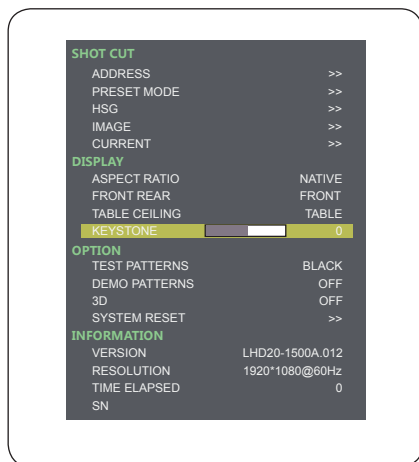 SHOT CUT
ADDRESS >>
PRESET MODE >>
HSG >>
IMAGE >>
CURRENT >>
DISPLAY
ASPECT RATIO NATIVE
FRONT REAR FRONT
TABLE CEILING TABLE
KEYSTONE 0
OPTION
TEST PATTERNS BLACK
DEMO PATTERNS OFF
3D OFF
SYSTEM RESET >>
INFORMATION
VERSION LHD20-1500A.012
RESOLUTION 1920*1080@60Hz
TIME ELAPSED 0
SN